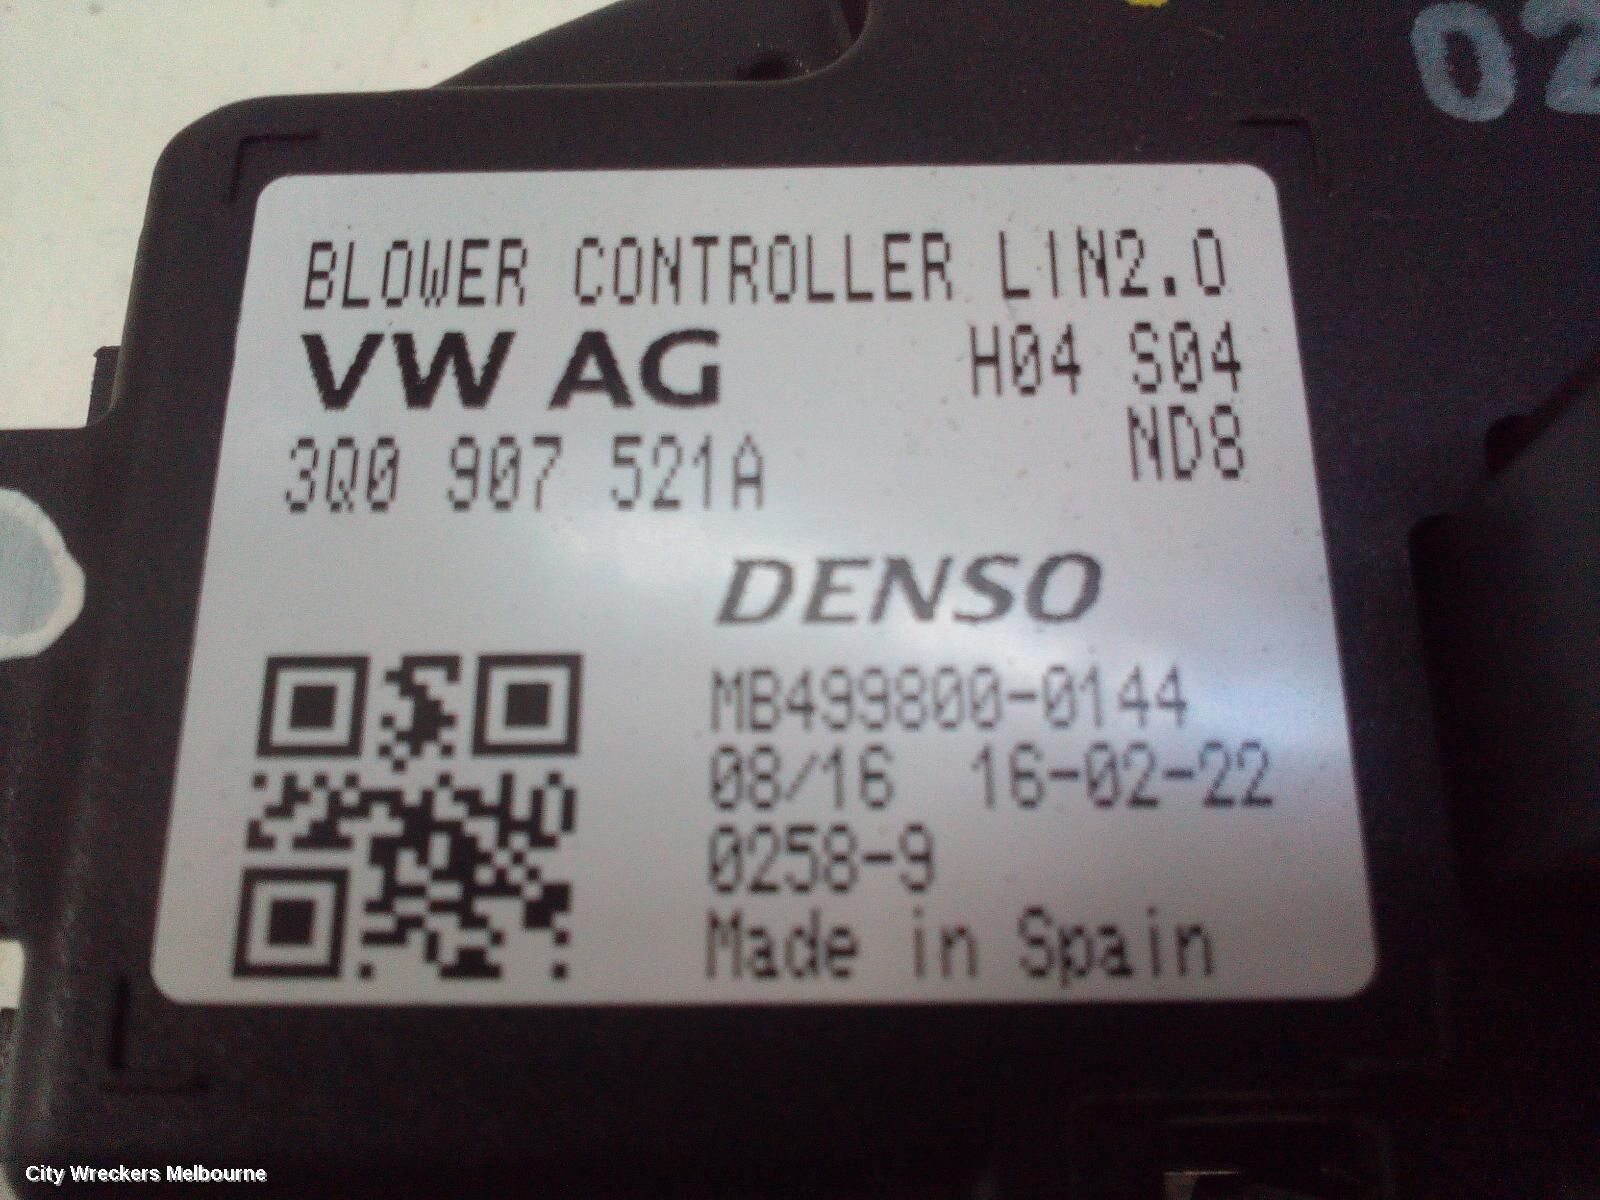 02
BLOWER CONTROLLER LIN2.0
VW AG H04 S04
ND8
3Q0 907 521A
DENSO
MB499800-0144
08/16 16-02-22
0258-9
Made in Spain
City Wreckers Melbourne